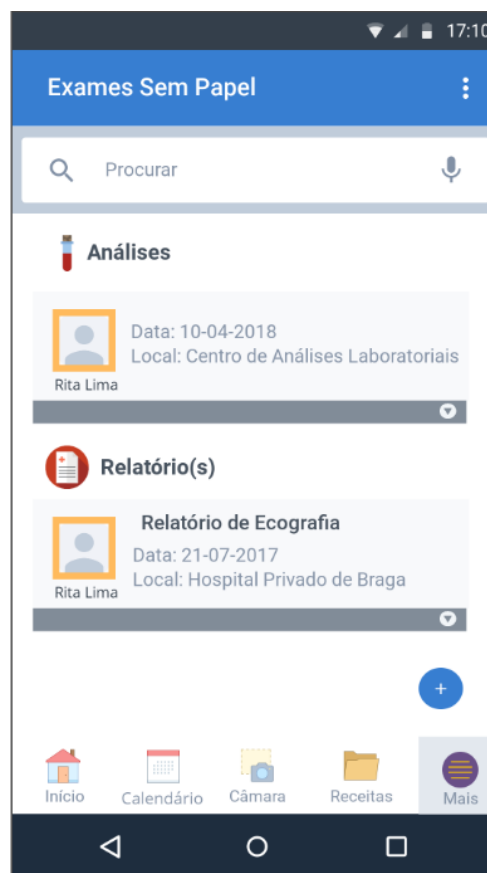 17:10
Exames Sem Papel
Procurar
Análises
Data: 10-04-2018
Local: Centro de Análises Laboratoriais
Rita Lima
Relatório(s)
Relatório de Ecografia
Data: 21-07-2017
Local: Hospital Privado de Braga
Rita Lima
+
Início
Calendário
Câmara
Receitas
Mais